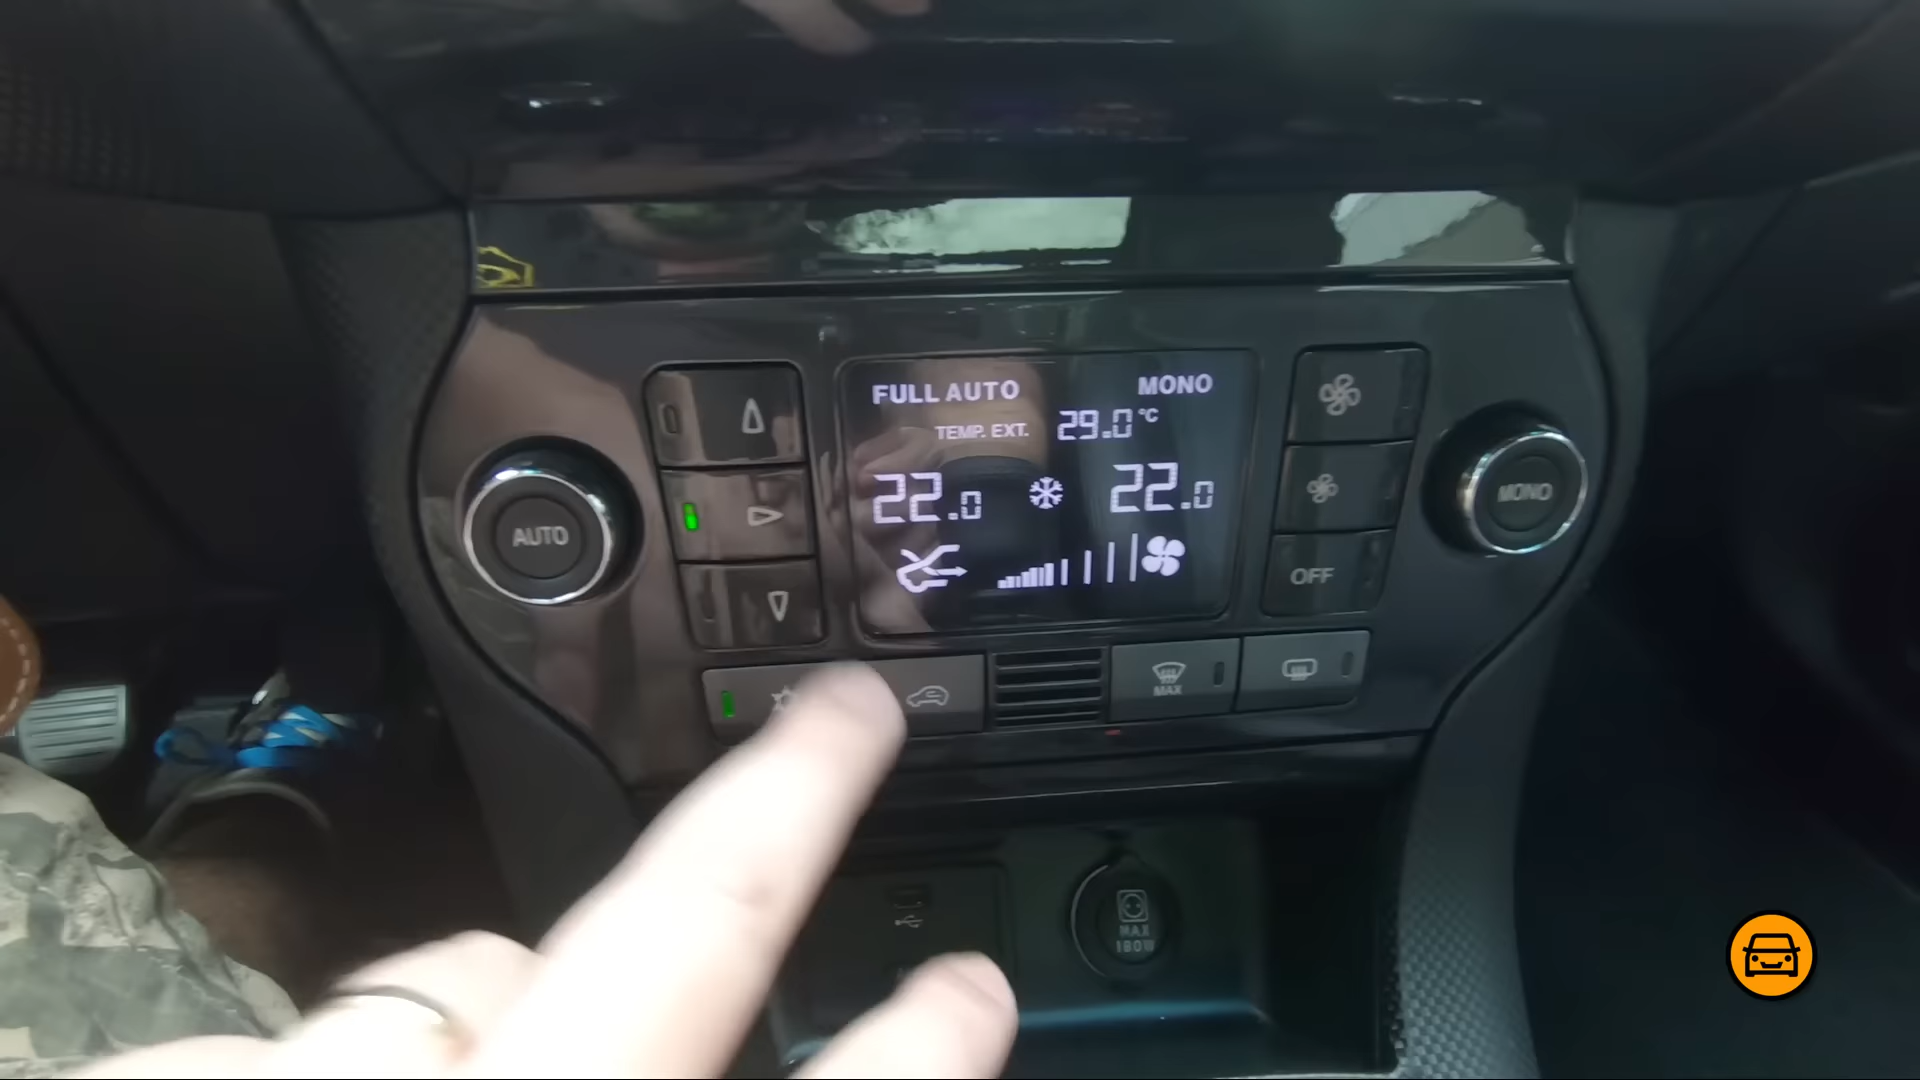 FULL AUTO
MONO
TEMP. EXT. 29.0 °C
22.0
22.0
AUTO
MONO
OFF
MAX
MAX
180W